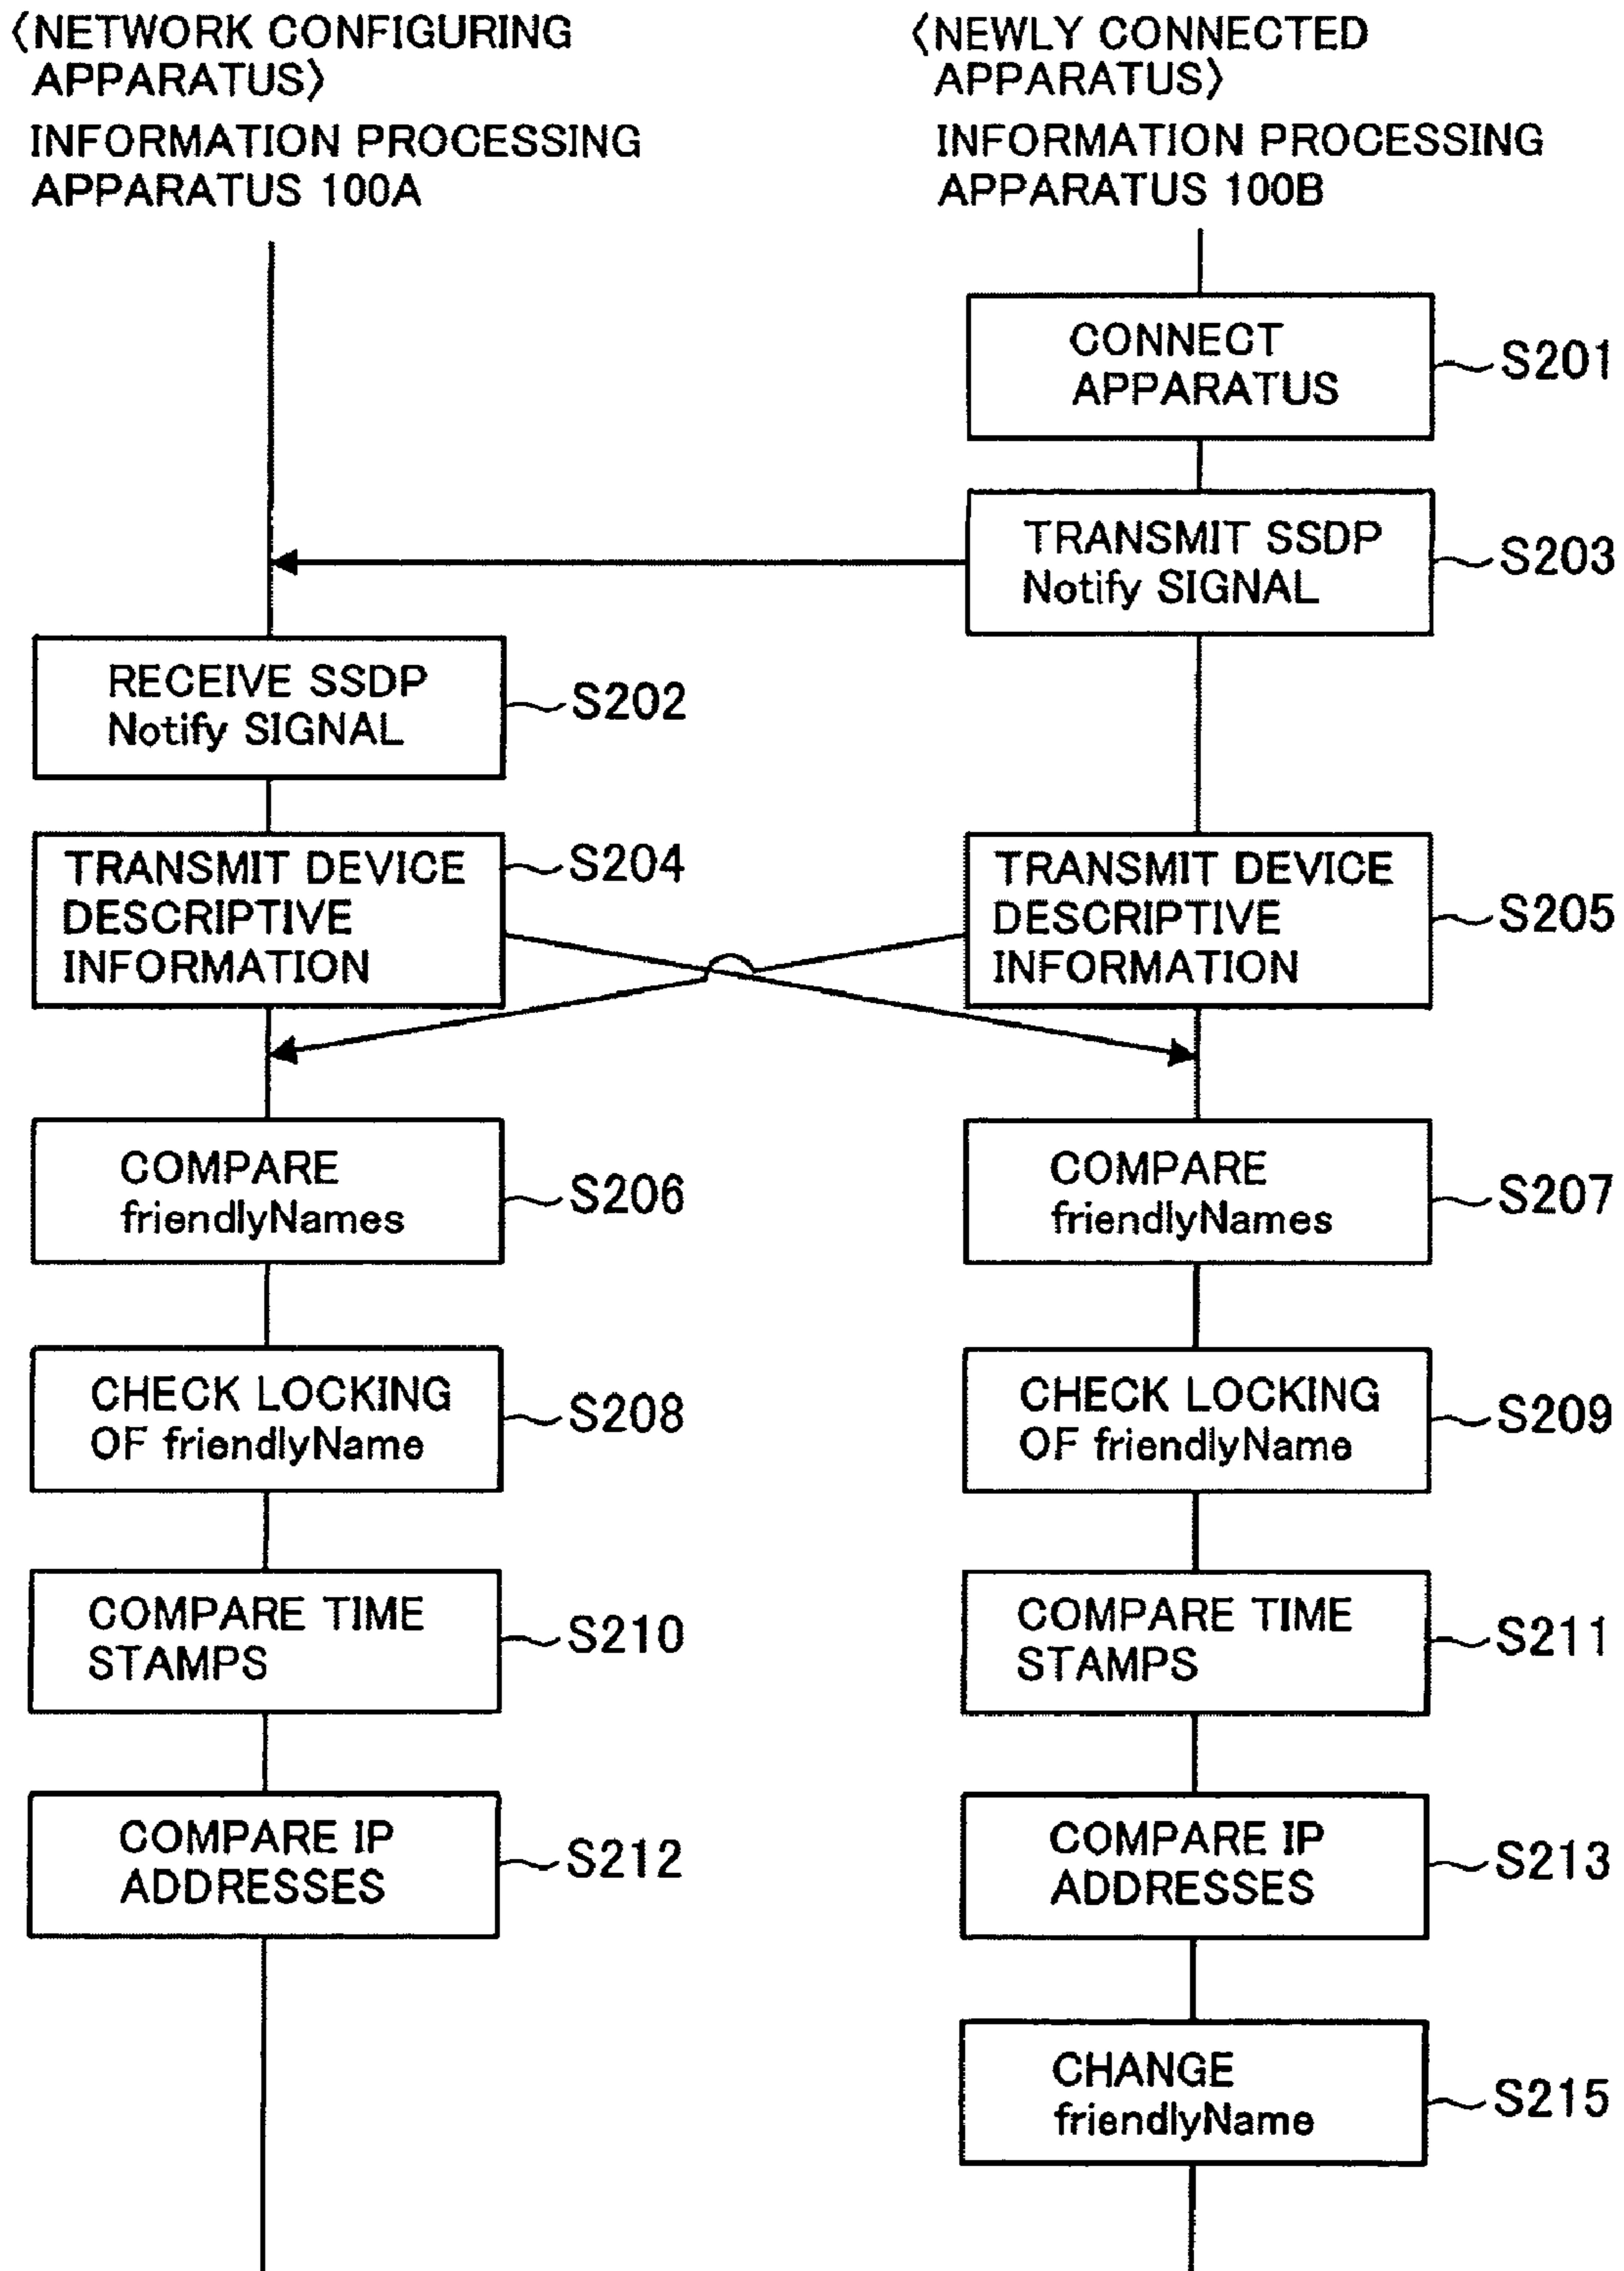 〈NETWORK CONFIGURING
APPARATUS〉
INFORMATION PROCESSING
APPARATUS 100A
〈NEWLY CONNECTED
APPARATUS〉
INFORMATION PROCESSING
APPARATUS 100B
CONNECT
APPARATUS
S201
TRANSMIT SSDP
Notify SIGNAL
S203
RECEIVE SSDP
Notify SIGNAL
S202
TRANSMIT DEVICE
DESCRIPTIVE
INFORMATION
S204
TRANSMIT DEVICE
DESCRIPTIVE
INFORMATION
S205
COMPARE
friendlyNames
S206
COMPARE
friendlyNames
S207
CHECK LOCKING
OF friendlyName
S208
CHECK LOCKING
OF friendlyName
S209
COMPARE TIME
STAMPS
S210
COMPARE TIME
STAMPS
S211
COMPARE IP
ADDRESSES
S212
COMPARE IP
ADDRESSES
S213
CHANGE
friendlyName
S215